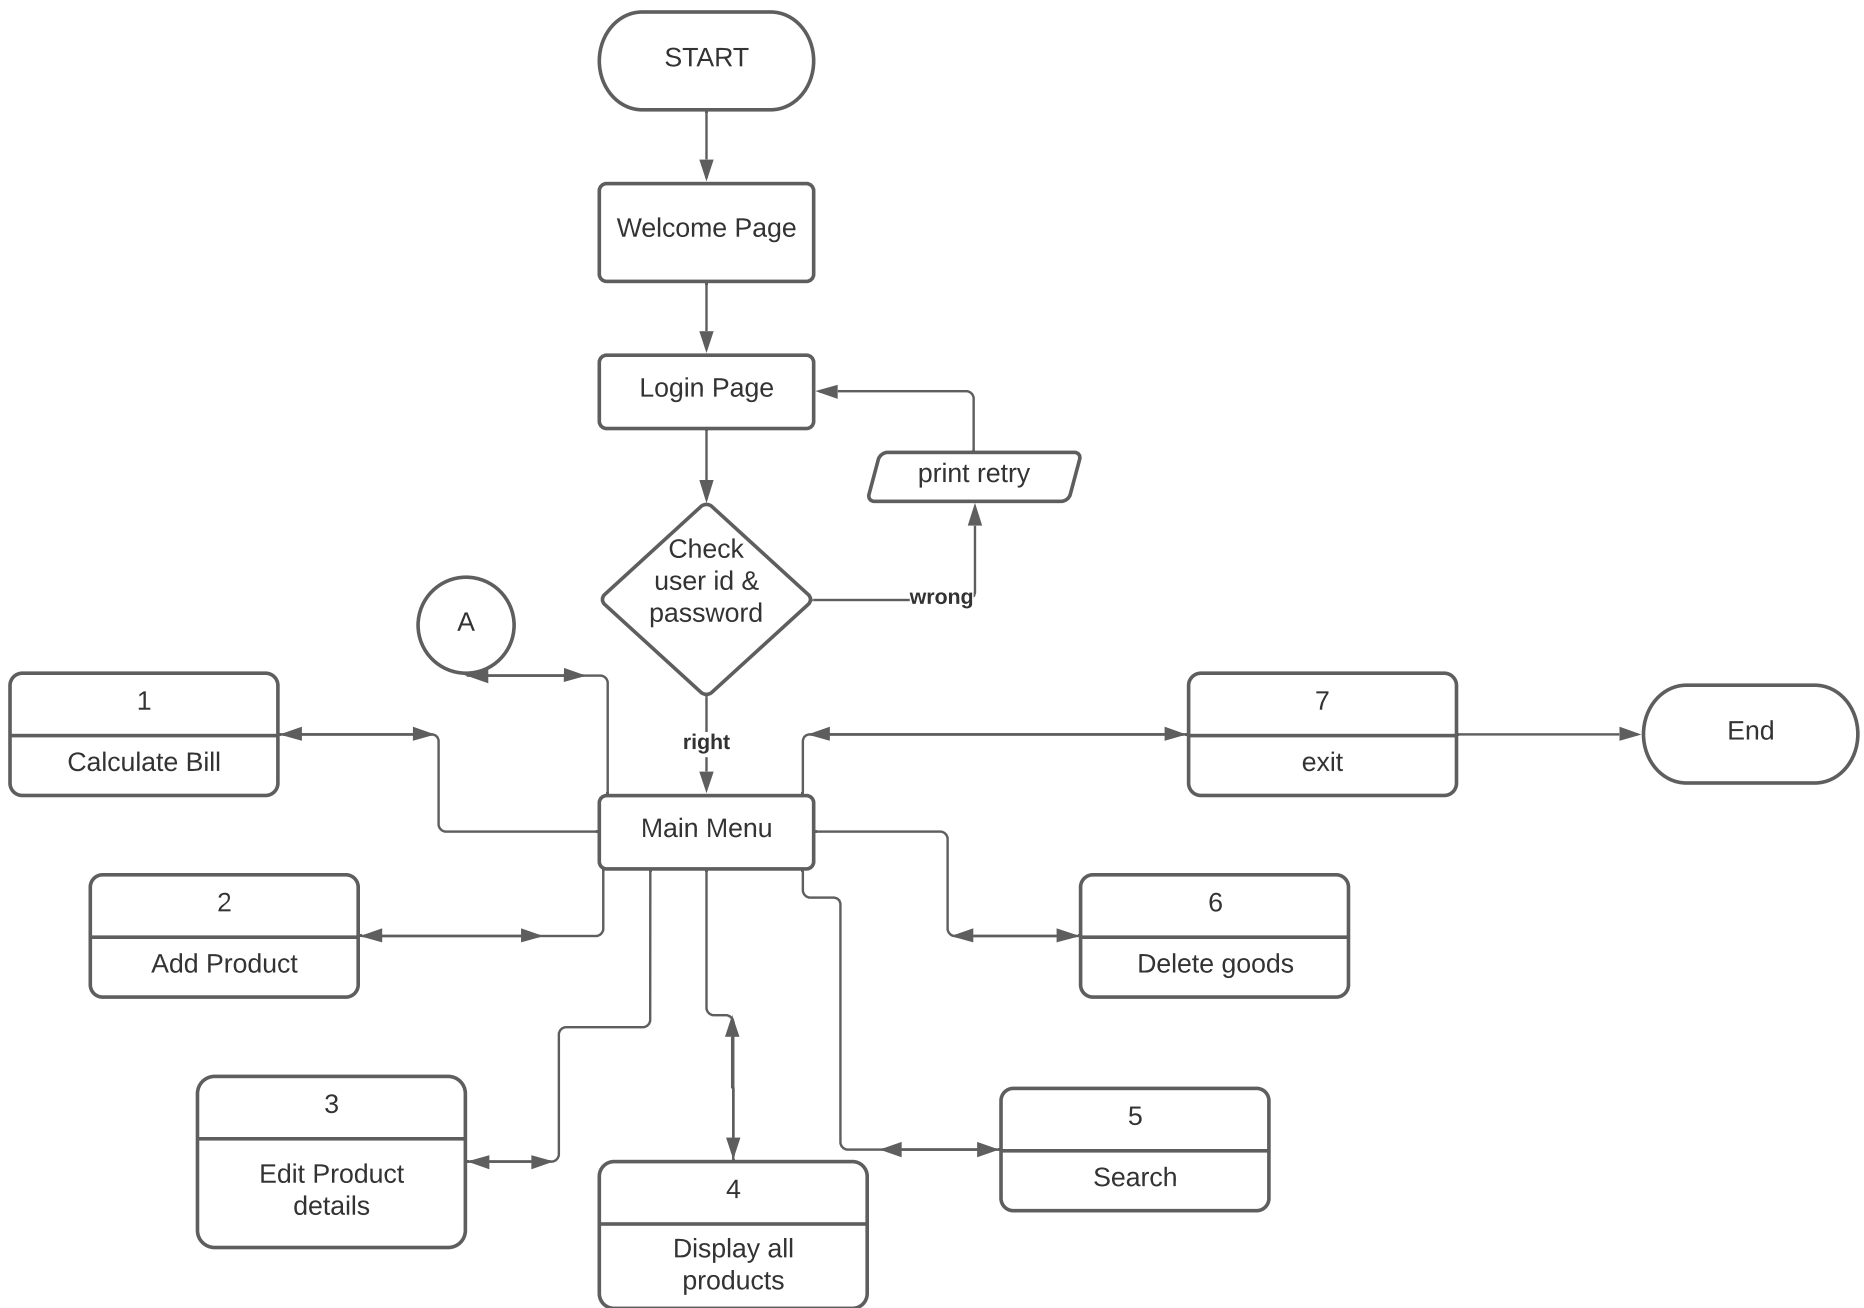 START
Welcome Page
Login Page
print retry
Check
user id &
password
wrong
A
right
1
Calculate Bill
7
exit
End
Main Menu
2
Add Product
6
Delete goods
3
Edit Product
details
5
Search
4
Display all
products